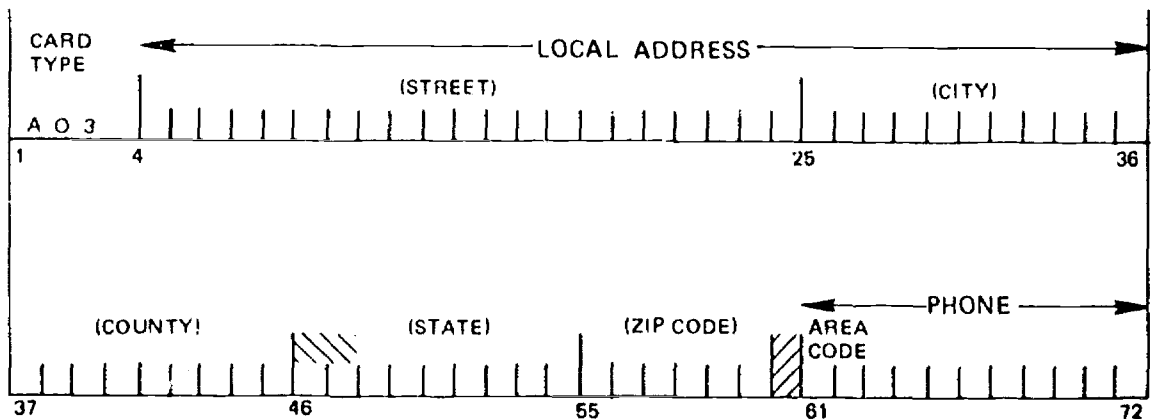 CARD
TYPE
LOCAL ADDRESS
(STREET)
(CITY)
A O 3
1 4 25 36
PHONE
(COUNTY!
(STATE)
(ZIP CODE)
AREA
CODE
37 46 55 61 72